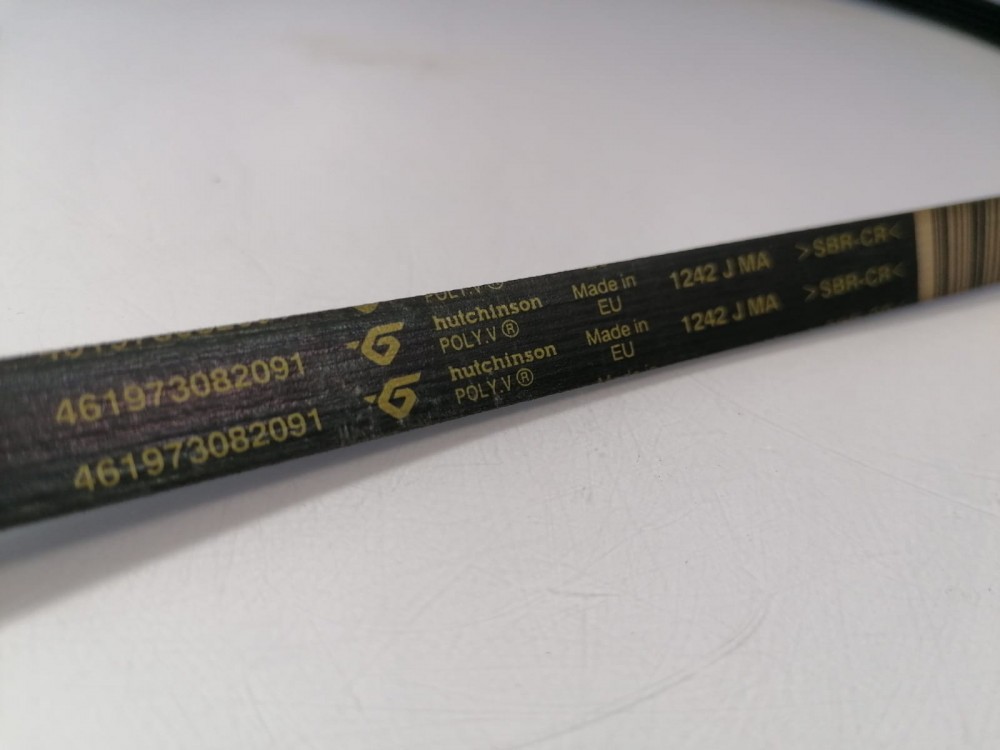 461973082091
hutchinson
POLY.V®
Made in
EU
1242 J MA
>SBR-CR<
461973082091
hutchinson
POLY.V®
Made in
EU
1242 J MA
>SBR-CR<